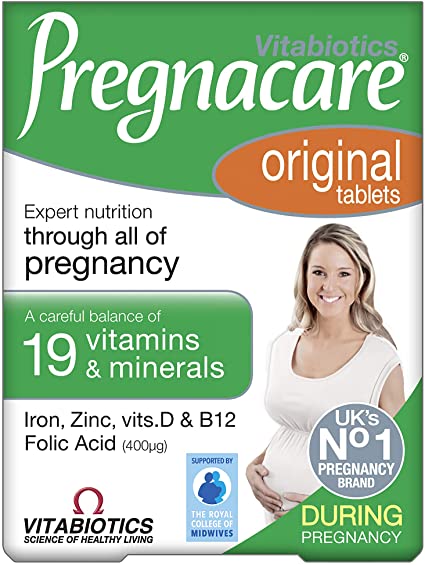 Vitabiotics
Pregnacare®
original
tablets
Expert nutrition
through all of
pregnancy
A careful balance of
19 vitamins
& minerals
Iron, Zinc, vits.D & B12
Folic Acid (400µg)
SUPPORTED BY
THE ROYAL
COLLEGE OF
MIDWIVES
UK's
Nº1
PREGNANCY
BRAND
VITABIOTICS
SCIENCE OF HEALTHY LIVING
DURING
PREGNANCY